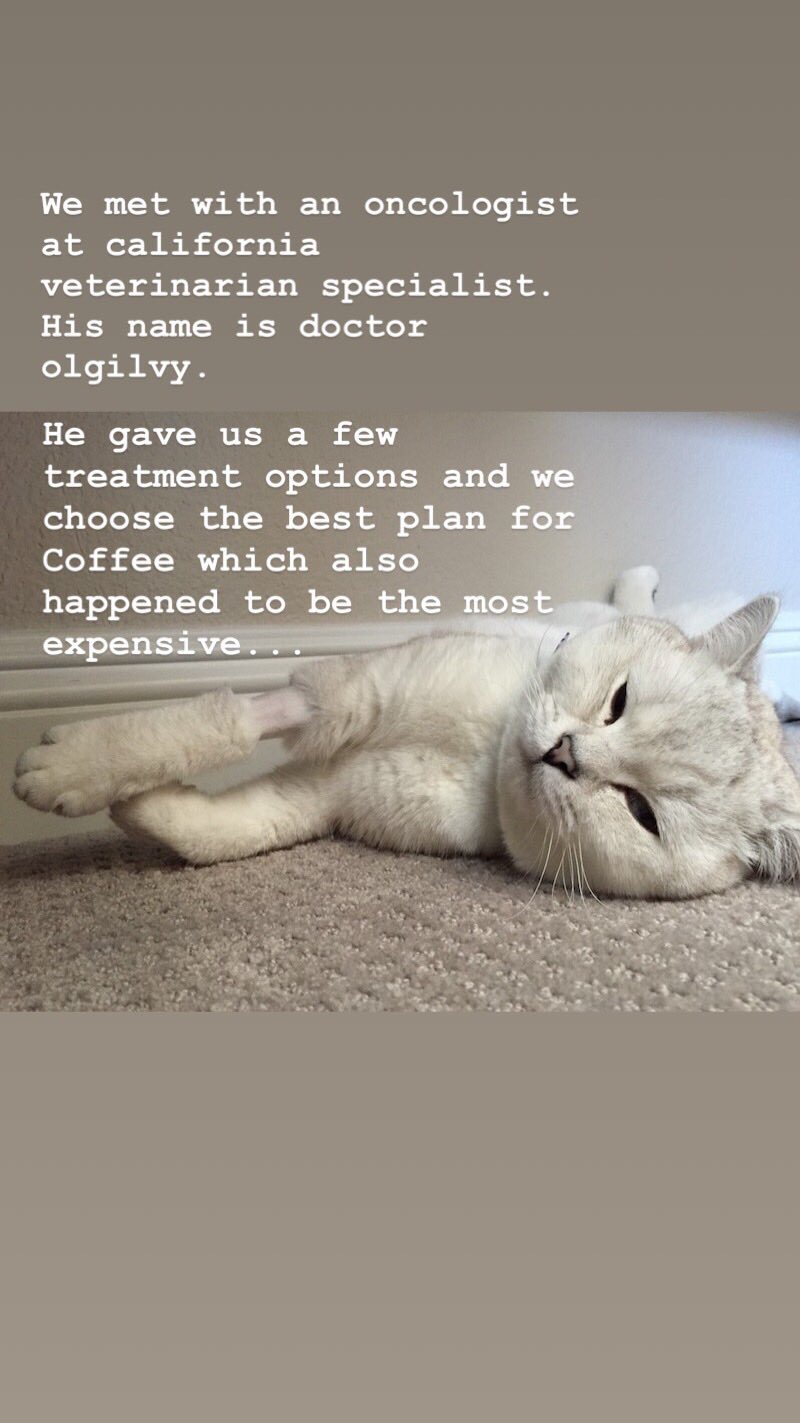 We met with an oncologist
at california
veterinarian specialist.
His name is doctor
olgilvy.
He gave us a few
treatment options and we
choose the best plan for
Coffee which also
happened to be the most
expensive...